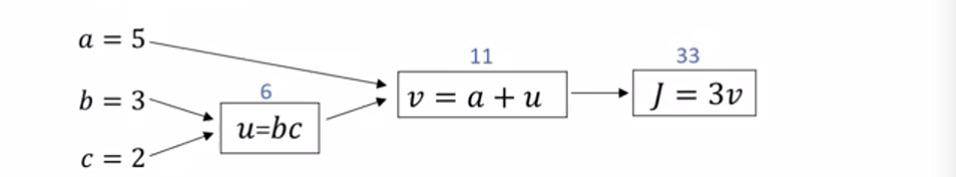 a = 5
b = 3
c = 2
6
u=bc
11
v = a + u
33
J = 3v